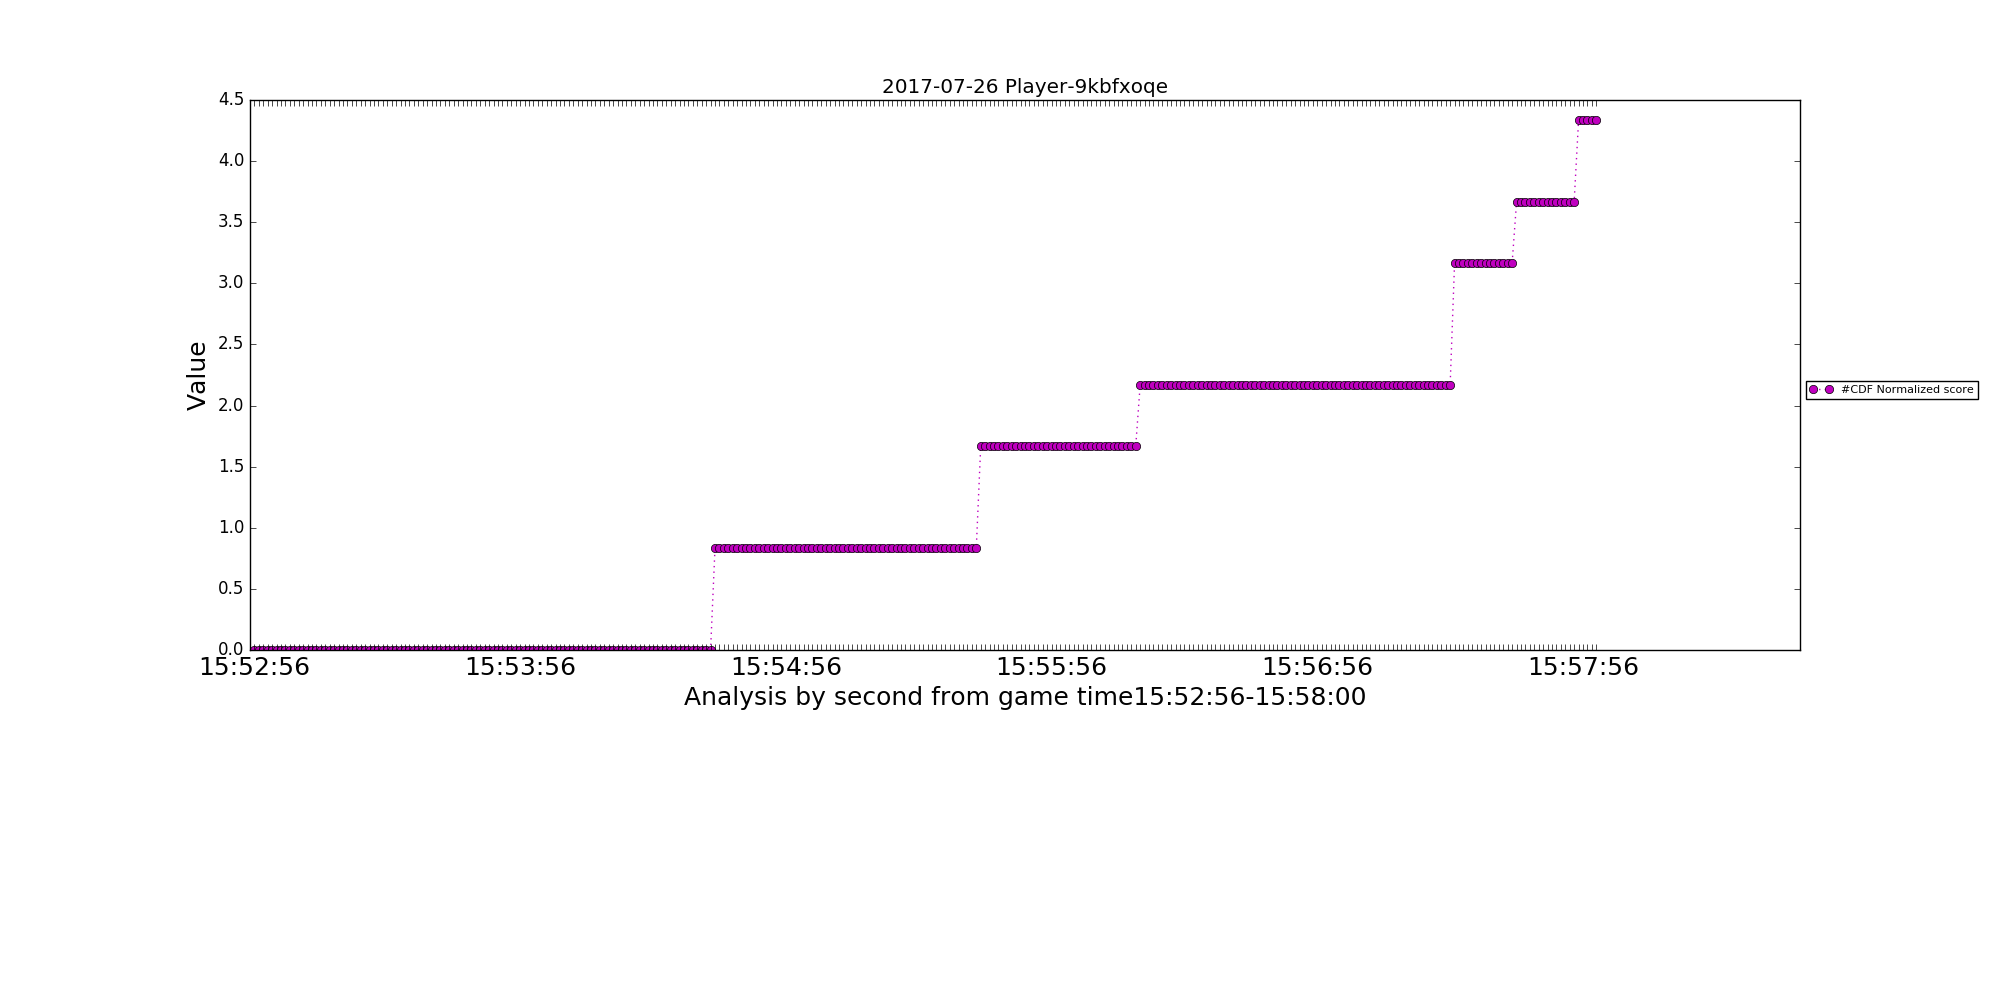 2017-07-26 Player-9kbfxoqe
4.5
4.0
3.5
3.0
2.5
2.0
1.5
1.0
0.5
0.0
Value
#CDF Normalized score
15:52:56 15:53:56 15:54:56 15:55:56 15:56:56 15:57:56
Analysis by second from game time15:52:56-15:58:00